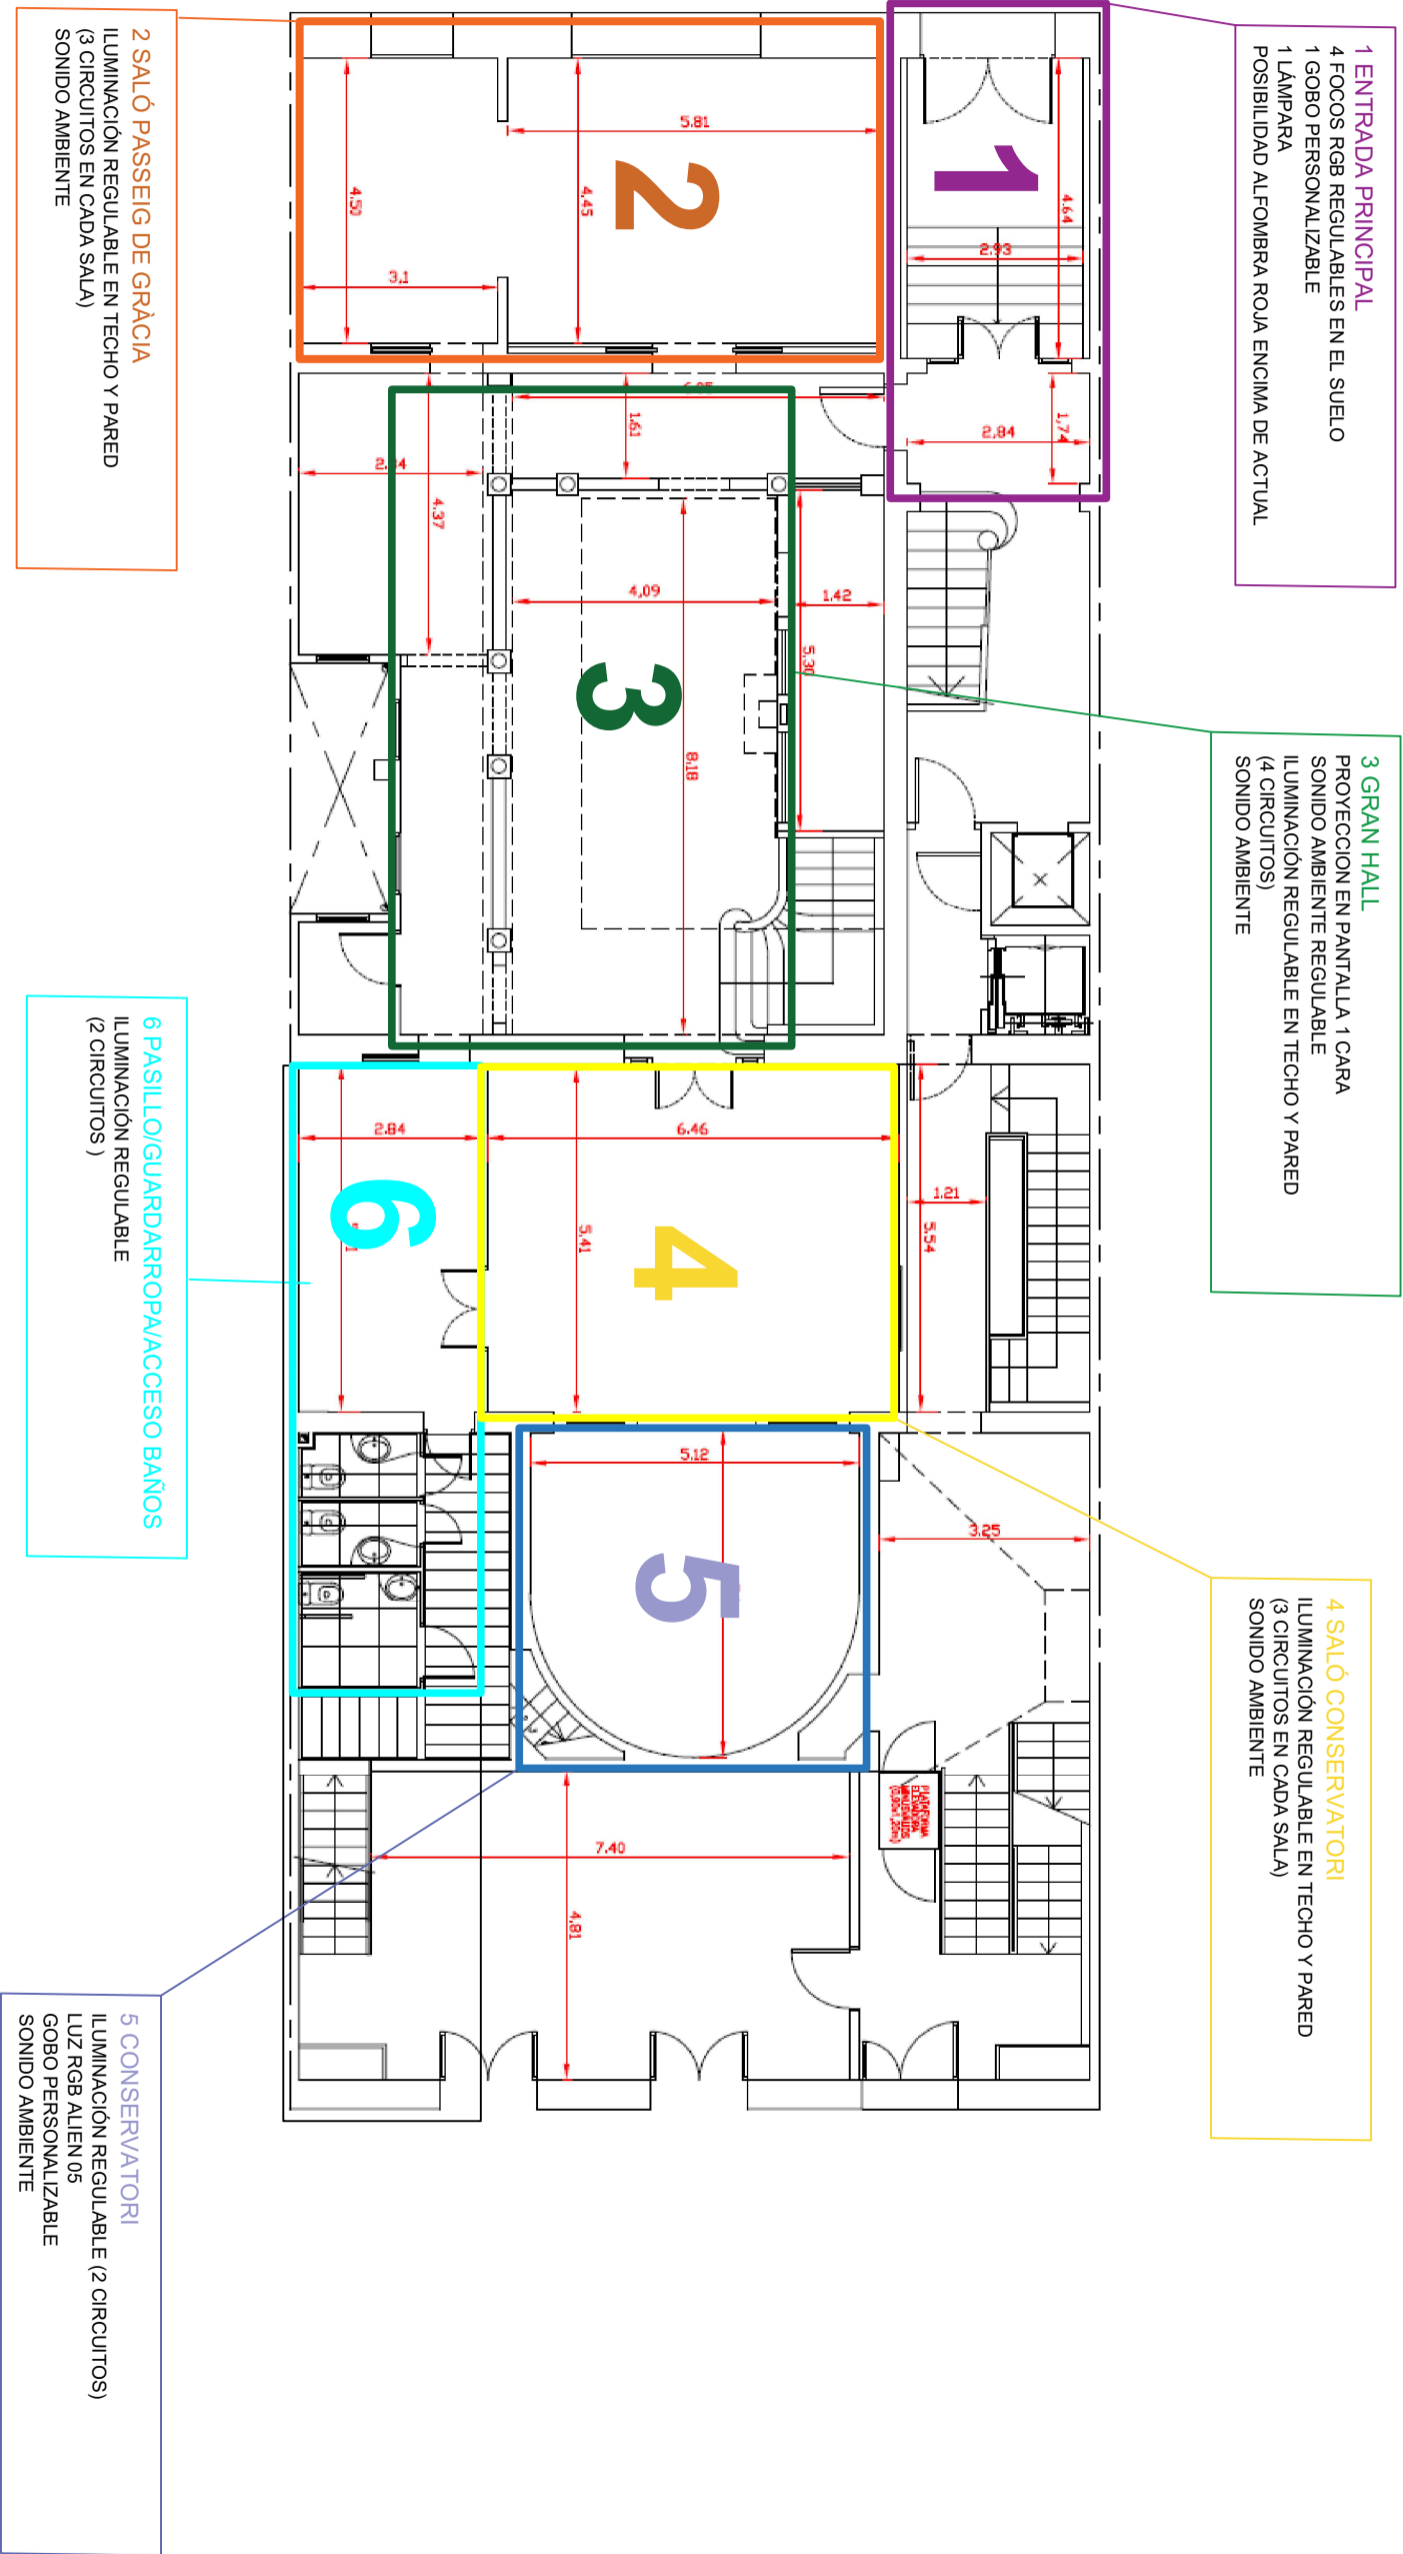 1 ENTRADA PRINCIPAL
4 FOCOS RGB REGULABLES EN EL SUELO
1 GOBO PERSONALIZABLE
1 LÁMPARA
POSIBILIDAD ALFOMBRA ROJA ENCIMA DE ACTUAL
3 GRAN HALL
PROYECCION EN PANTALLA 1 CARA
SONIDO AMBIENTE REGULABLE
ILUMINACIÓN REGULABLE EN TECHO Y PARED
(4 CIRCUITOS)
SONIDO AMBIENTE
4 SALÓ CONSERVATORI
ILUMINACIÓN REGULABLE EN TECHO Y PARED
(3 CIRCUITOS EN CADA SALA)
SONIDO AMBIENTE
1
4.64
2.93
1,74
2,84
2
5.81
4,45
4.50
3,1
3
1.61
4.37
4,09
1.42
5.30
8,18
4
6.46
5,41
1.21
5.54
6
2.84
5
5.12
3.25
PLATAFORMA
ELEVADORA
MINUSVALIDS
(0,90x1,20m)
7.40
4,81
2 SALÓ PASSEIG DE GRÀCIA
ILUMINACIÓN REGULABLE EN TECHO Y PARED
(3 CIRCUITOS EN CADA SALA)
SONIDO AMBIENTE
6 PASILLO/GUARDARROPA/ACCESO BAÑOS
ILUMINACIÓN REGULABLE
(2 CIRCUITOS )
5 CONSERVATORI
ILUMINACIÓN REGULABLE (2 CIRCUITOS)
LUZ RGB ALIEN 05
GOBO PERSONALIZABLE
SONIDO AMBIENTE